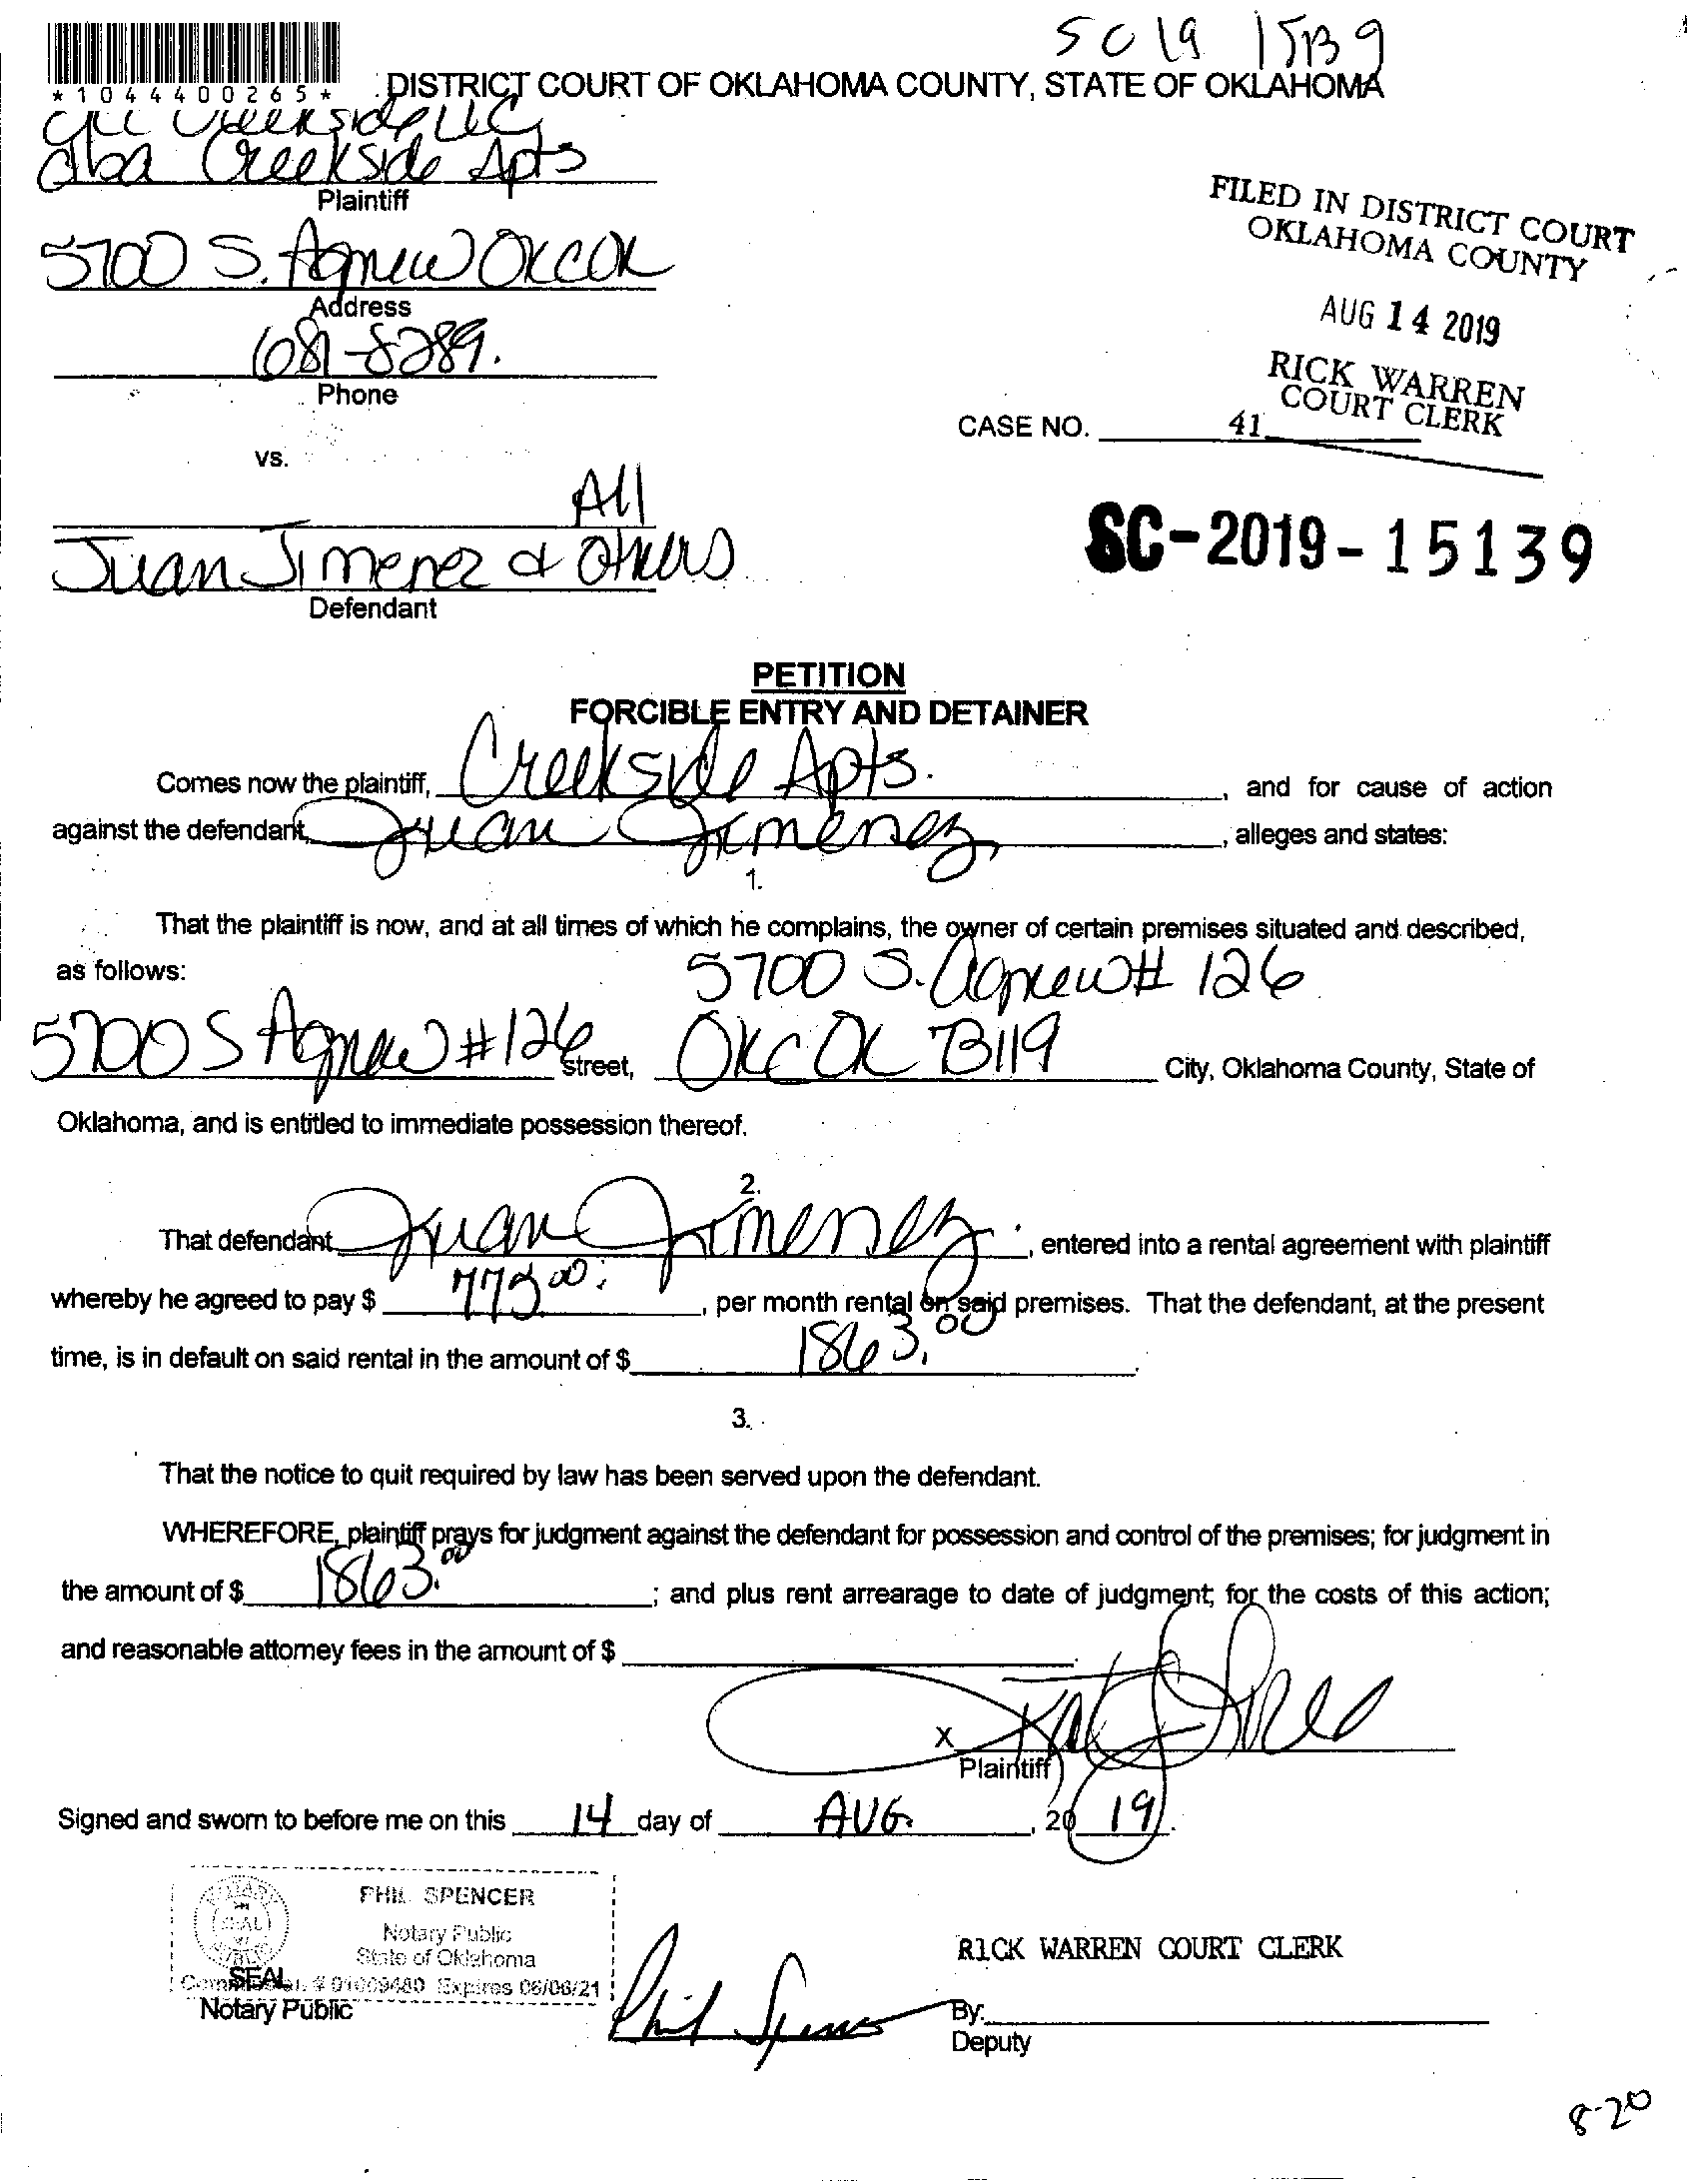 SC 19 15139
*1044400265*
DISTRICT COURT OF OKLAHOMA COUNTY, STATE OF OKLAHOMA
Creekside LLC
dba Creekside Apts
Plaintiff
5700 S. Agnew OKC OK
Address
681-8289.
Phone
vs.
All
Juan Jimenez & Others
Defendant
FILED IN DISTRICT COURT
OKLAHOMA COUNTY
AUG 14 2019
RICK WARREN
COURT CLERK
CASE NO. 41
SC-2019-15139
PETITION
FORCIBLE ENTRY AND DETAINER
Comes now the plaintiff, Creekside Apts. , and for cause of action
against the defendant, Juan Jimenez , alleges and states:
1.
That the plaintiff is now, and at all times of which he complains, the owner of certain premises situated and described,
as follows: 5700 S. Agnew # 126
5700 S Agnew #126 street, OKC OK 73119 City, Oklahoma County, State of
Oklahoma, and is entitled to immediate possession thereof.
2.
That defendant Juan Jimenez , entered into a rental agreement with plaintiff
whereby he agreed to pay $ , per month rental on said premises. That the defendant, at the present
time, is in default on said rental in the amount of $ 1863.00 .
3.
That the notice to quit required by law has been served upon the defendant.
WHEREFORE, plaintiff prays for judgment against the defendant for possession and control of the premises; for judgment in
the amount of $ 1863.00 ; and plus rent arrearage to date of judgment; for the costs of this action;
and reasonable attorney fees in the amount of $ .
X
Plaintiff
Signed and sworn to before me on this 14 day of AUG. , 20 19.
PHIL SPENCER
Notary Public
State of Oklahoma
Commission # 01009480 Expires 06/06/21
SEAL
Notary Public
Phil Spencer
RICK WARREN COURT CLERK
By:
Deputy
8-20